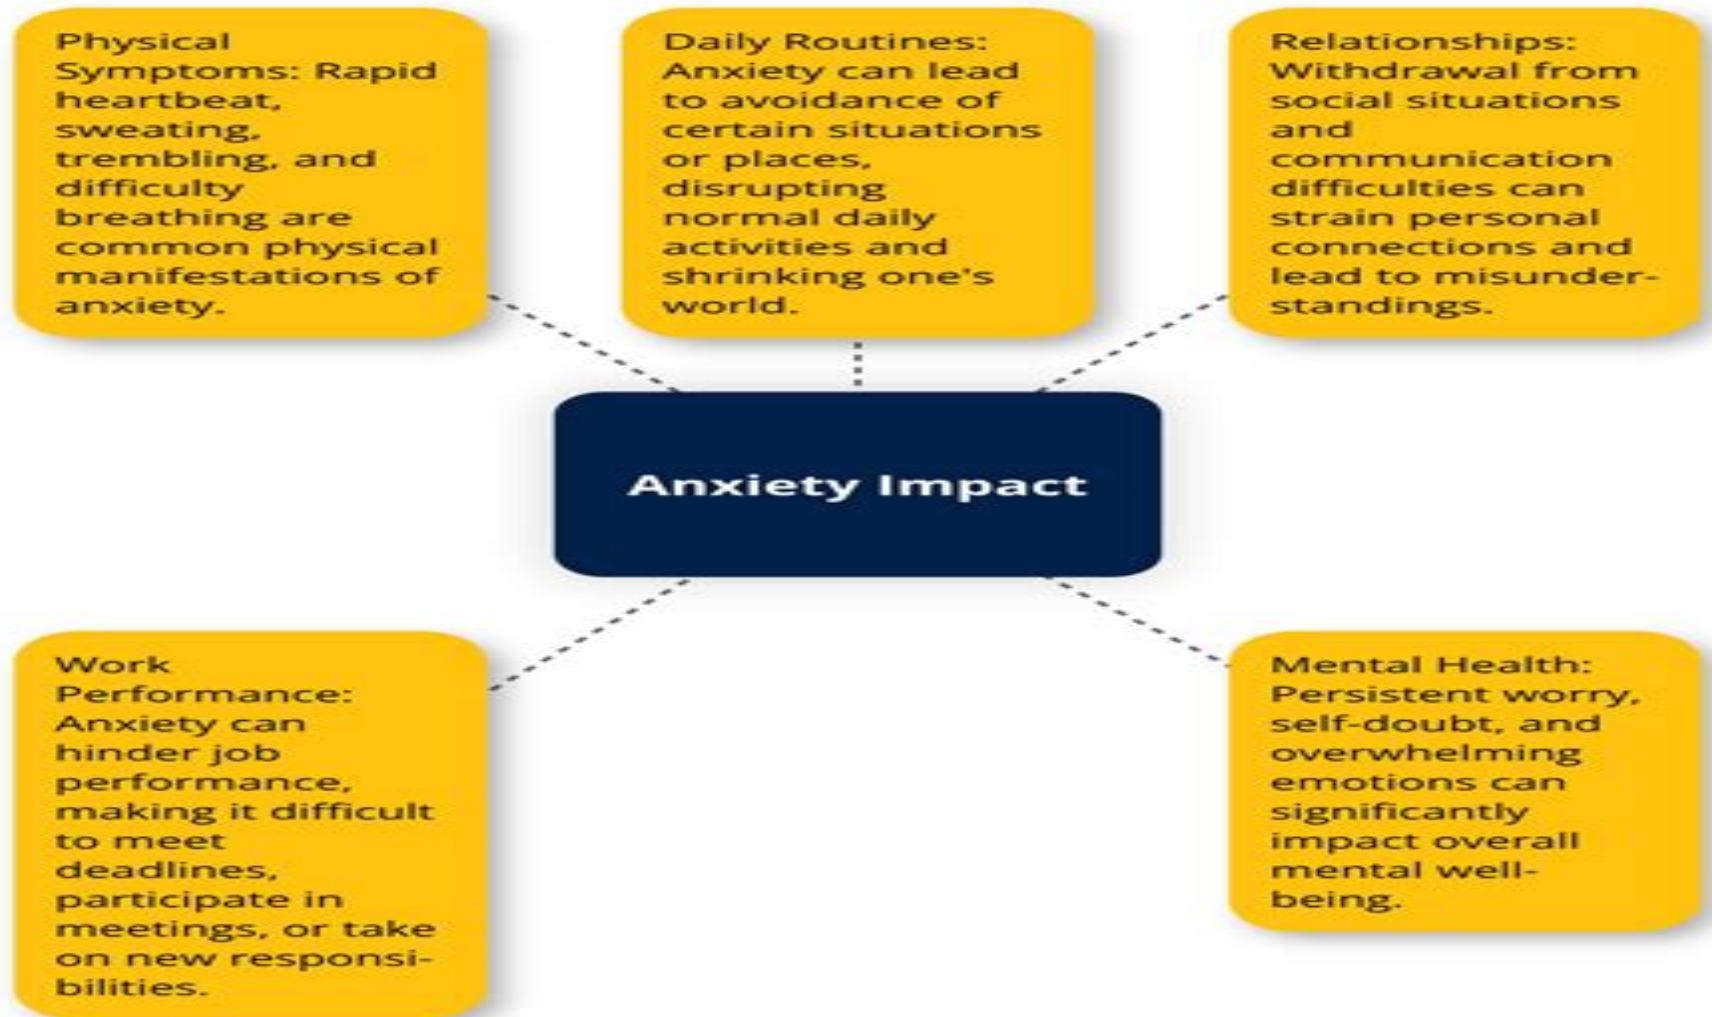 Physical
Symptoms: Rapid
heartbeat,
sweating,
trembling, and
difficulty
breathing are
common physical
manifestations of
anxiety.
Daily Routines:
Anxiety can lead
to avoidance of
certain situations
or places,
disrupting
normal daily
activities and
shrinking one's
world.
Relationships:
Withdrawal from
social situations
and
communication
difficulties can
strain personal
connections and
lead to misunder-
standings.
Anxiety Impact
Work
Performance:
Anxiety can
hinder job
performance,
making it difficult
to meet
deadlines,
participate in
meetings, or take
on new responsi-
bilities.
Mental Health:
Persistent worry,
self-doubt, and
overwhelming
emotions can
significantly
impact overall
mental well-
being.